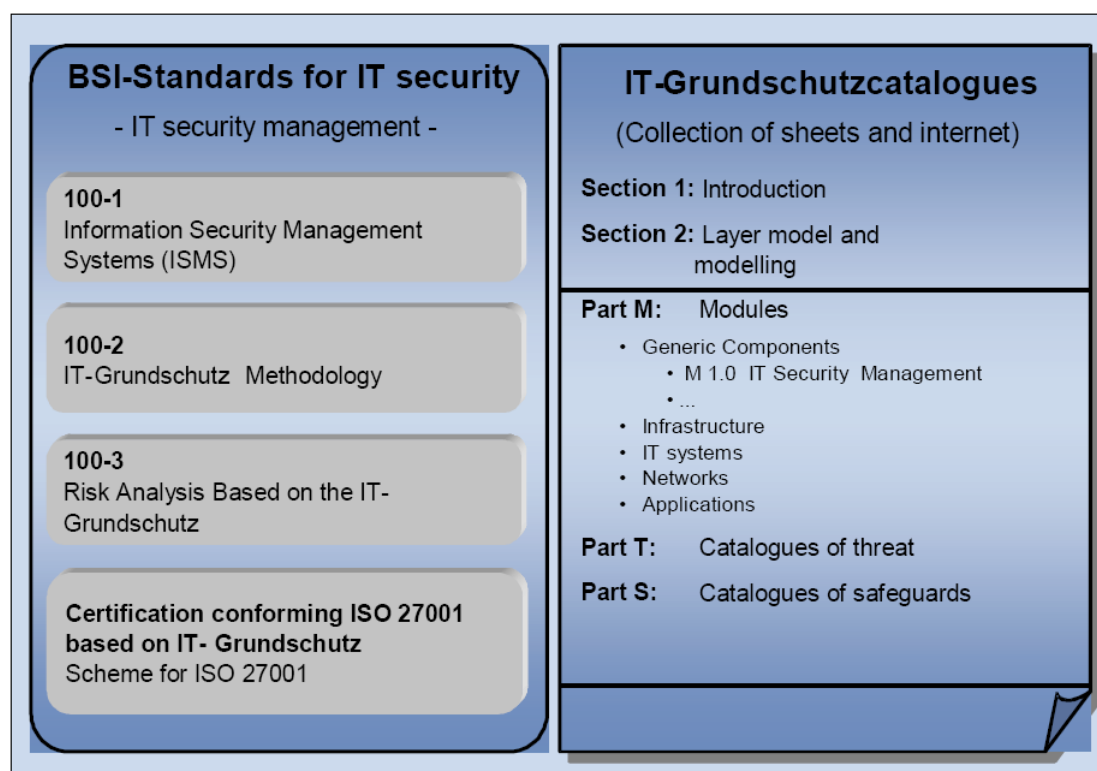 BSI-Standards for IT security
- IT security management -
100-1
Information Security Management
Systems (ISMS)
100-2
IT-Grundschutz Methodology
100-3
Risk Analysis Based on the IT-
Grundschutz
Certification conforming ISO 27001
based on IT- Grundschutz
Scheme for ISO 27001
IT-Grundschutzcatalogues
(Collection of sheets and internet)
Section 1: Introduction
Section 2: Layer model and
modelling
Part M: Modules
• Generic Components
• M 1.0 IT Security Management
• ...
• Infrastructure
• IT systems
• Networks
• Applications
Part T: Catalogues of threat
Part S: Catalogues of safeguards